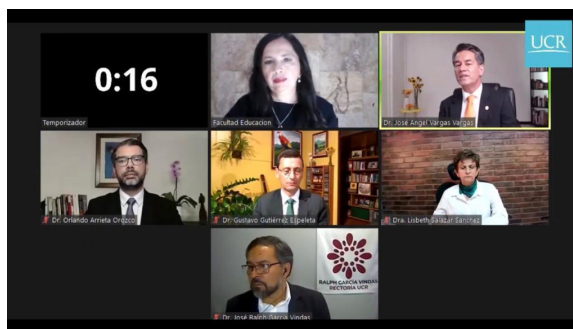 UCR
0:16
Temporizador
Facultad Educacion
Dr. José Angel Vargas Vargas
Dr. Orlando Arrieta Orozco
Dr. Gustavo Gutiérrez Espeleta
Dra. Lisbeth Salazar Sánchez
RALPH GARCÍA VINDAS
RECTORÍA UCR
Dr. José Ralph García Vindas